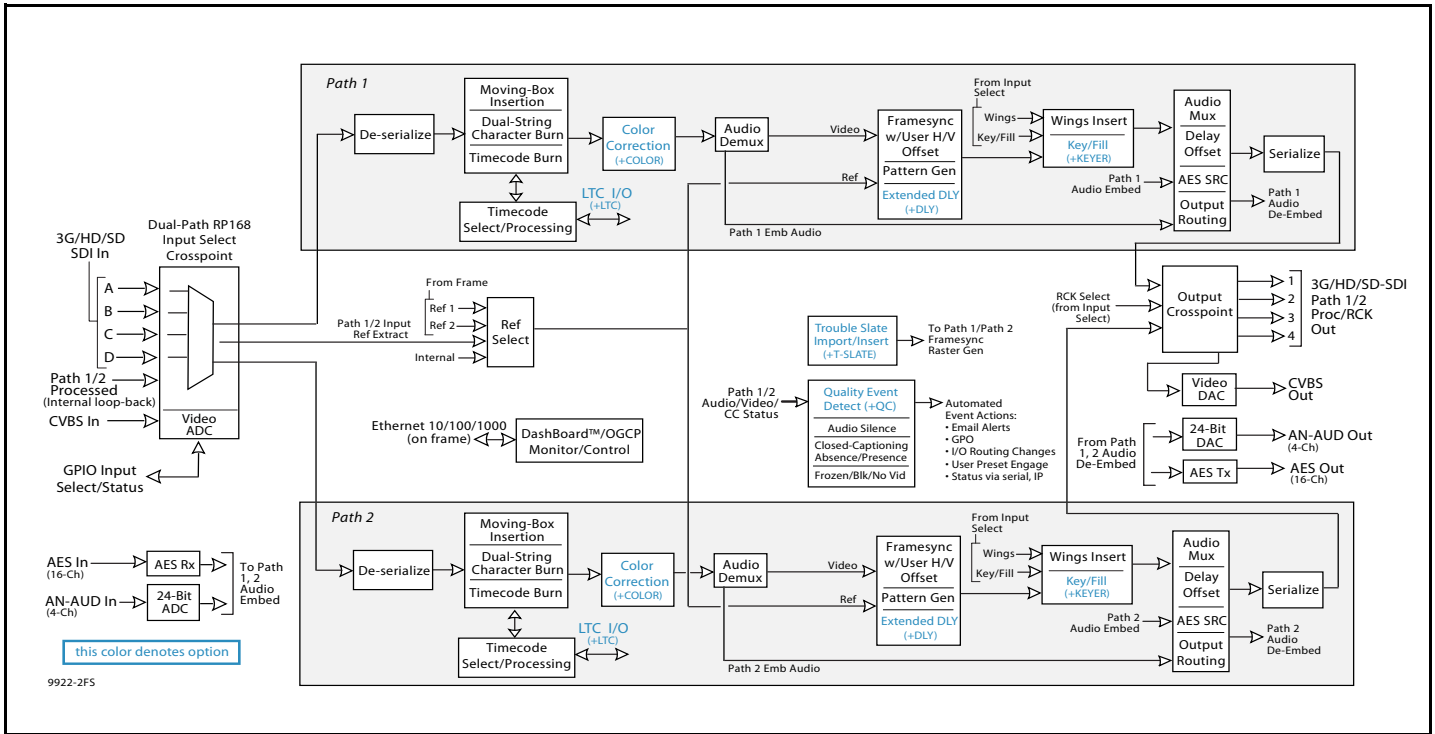 Path 1
De-serialize
Moving-Box
Insertion
Dual-String
Character Burn
Timecode Burn
Timecode
Select/Processing
LTC I/O
(+LTC)
Color
Correction
(+COLOR)
Audio
Demux
Video
Ref
Path 1 Emb Audio
Framesync
w/User H/V
Offset
Pattern Gen
Extended DLY
(+DLY)
From Input
Select
Wings
Key/Fill
Wings Insert
Key/Fill
(+KEYER)
Path 1
Audio Embed
Audio
Mux
Delay
Offset
AES SRC
Output
Routing
Serialize
Path 1
Audio
De-Embed
Dual-Path RP168
Input Select
Crosspoint
3G/HD/SD
SDI In
A
B
C
D
Path 1/2
Processed
(Internal loop-back)
CVBS In
Video
ADC
GPIO Input
Select/Status
From Frame
Ref 1
Ref 2
Path 1/2 Input
Ref Extract
Internal
Ref
Select
Ethernet 10/100/1000
(on frame)
DashBoard™/OGCP
Monitor/Control
Trouble Slate
Import/Insert
(+T-SLATE)
To Path 1/Path 2
Framesync
Raster Gen
Path 1/2
Audio/Video/
CC Status
Quality Event
Detect (+QC)
Audio Silence
Closed-Captioning
Absence/Presence
Frozen/Blk/No Vid
Automated
Event Actions:
• Email Alerts
• GPO
• I/O Routing Changes
• User Preset Engage
• Status via serial, IP
RCK Select
(from Input
Select)
Output
Crosspoint
1
2
3
4
3G/HD/SD-SDI
Path 1/2
Proc/RCK
Out
Video
DAC
CVBS
Out
From Path
1, 2 Audio
De-Embed
24-Bit
DAC
AN-AUD Out
(4-Ch)
AES Tx
AES Out
(16-Ch)
Path 2
De-serialize
Moving-Box
Insertion
Dual-String
Character Burn
Timecode Burn
Timecode
Select/Processing
LTC I/O
(+LTC)
Color
Correction
(+COLOR)
Audio
Demux
Video
Ref
Path 2 Emb Audio
Framesync
w/User H/V
Offset
Pattern Gen
Extended DLY
(+DLY)
From Input
Select
Wings
Key/Fill
Wings Insert
Key/Fill
(+KEYER)
Path 2
Audio Embed
Audio
Mux
Delay
Offset
AES SRC
Output
Routing
Serialize
Path 2
Audio
De-Embed
AES In
(16-Ch)
AES Rx
AN-AUD In
(4-Ch)
24-Bit
ADC
To Path
1, 2
Audio
Embed
this color denotes option
9922-2FS